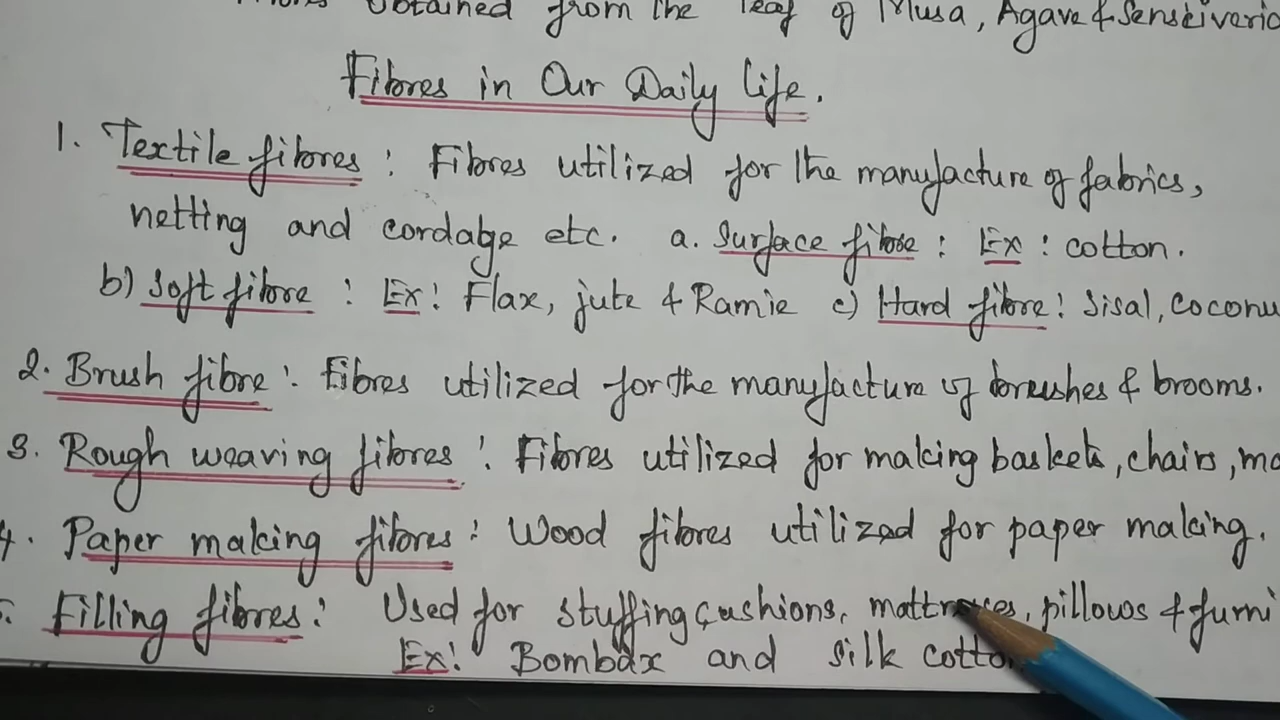 obtained from the leaf of Musa, Agave & Sanseiveria
Fibres in Our Daily life.
1. Textile fibres : Fibres utilized for the manufacture of fabrics,
netting and cordage etc. a. Surface fibre : Ex : cotton.
b) Soft fibre : Ex : Flax, jute & Ramie c) Hard fibre : Sisal, Coconu
2. Brush fibre : Fibres utilized for the manufacture of brushes & brooms.
3. Rough weaving fibres : Fibres utilized for making baskets, chairs, ma
4. Paper making fibres : Wood fibres utilized for paper making.
Filling fibres : Used for stuffing cushions, mattresses, pillows & furni
Ex : Bombax and silk cotton